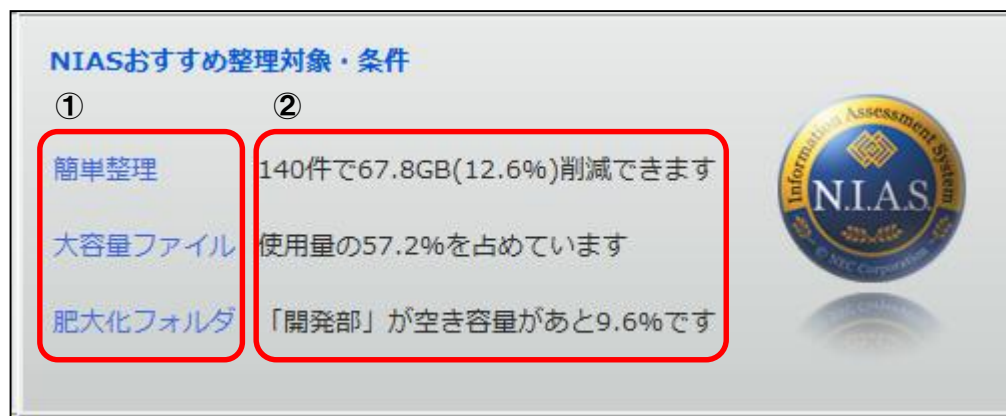 NIASおすすめ整理対象・条件
① ②
簡単整理 140件で67.8GB(12.6%)削減できます
大容量ファイル 使用量の57.2%を占めています
肥大化フォルダ 「開発部」が空き容量があと9.6%です
Information Assessment System
N.I.A.S.
© NEC Corporation